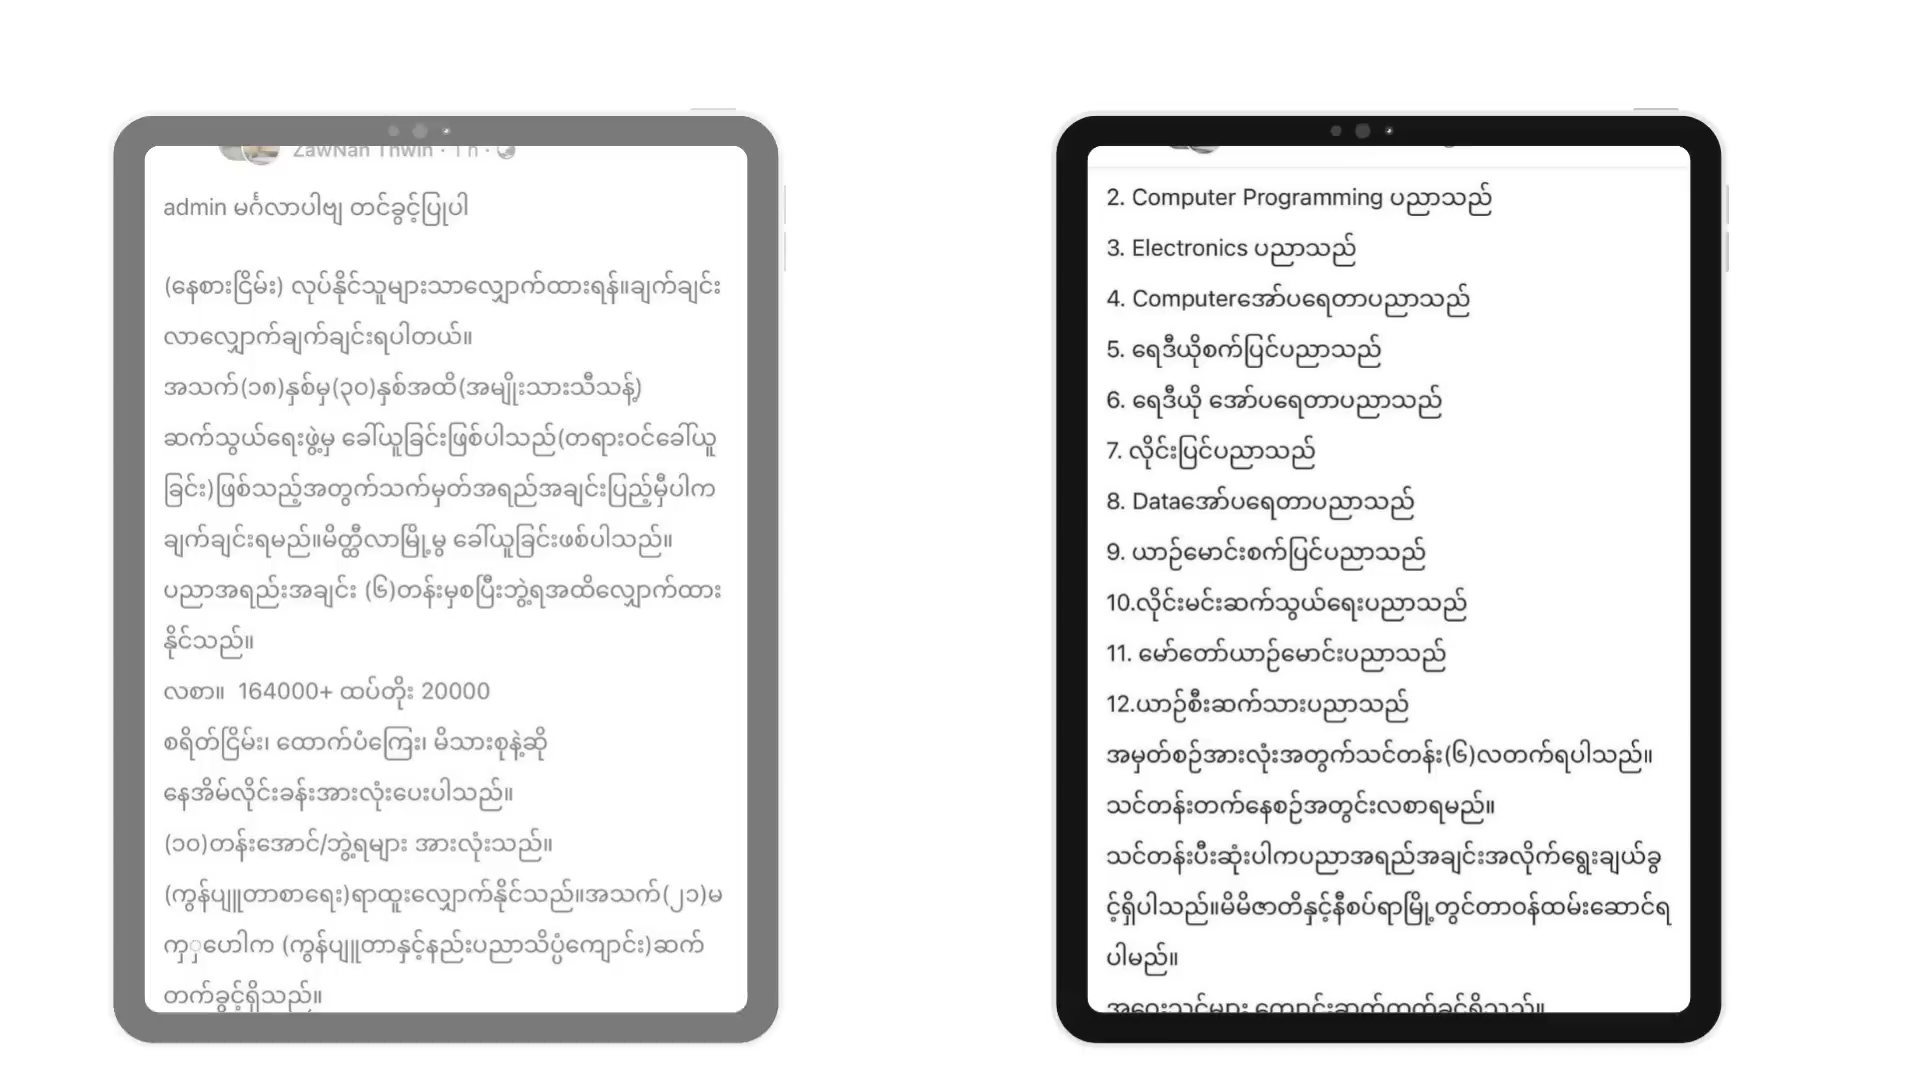 ZawNan Thwin · 1 h ·
admin မင်္ဂလာပါဗျ တင်ခွင့်ပြုပါ
(နေစားငြိမ်း) လုပ်နိုင်သူများသာလျှောက်ထားရန်။ချက်ချင်း
လာလျှောက်ချက်ချင်းရပါတယ်။
အသက်(၁၈)နှစ်မှ(၃၀)နှစ်အထိ(အမျိုးသားသီသန့်)
ဆက်သွယ်ရေးဖွဲ့မှ ခေါ်ယူခြင်းဖြစ်ပါသည်(တရားဝင်ခေါ်ယူ
ခြင်း)ဖြစ်သည့်အတွက်သက်မှတ်အရည်အချင်းပြည့်မှီပါက
ချက်ချင်းရမည်။မိတ္ထီလာမြို့မွ ခေါ်ယူခြင်းဖစ်ပါသည်။
ပညာအရည်းအချင်း (၆)တန်းမှစပြီးဘွဲ့ရအထိလျှောက်ထား
နိုင်သည်။
လစာ။ 164000+ ထပ်တိုး 20000
စရိတ်ငြိမ်း၊ ထောက်ပံကြေး၊ မိသားစုနဲ့ဆို
နေအိမ်လိုင်းခန်းအားလုံးပေးပါသည်။
(၁၀)တန်းအောင်/ဘွဲ့ရများ အားလုံးသည်။
(ကွန်ပျူတာစာရေး)ရာထူးလျှောက်နိုင်သည်။အသက်(၂၁)မ
ကှှပေါက (ကွန်ပျူတာနှင့်နည်းပညာသိပ္ပံကျောင်း)ဆက်
တက်ခွင့်ရှိသည်။
2. Computer Programming ပညာသည်
3. Electronics ပညာသည်
4. Computerအော်ပရေတာပညာသည်
5. ရေဒီယိုစက်ပြင်ပညာသည်
6. ရေဒီယို အော်ပရေတာပညာသည်
7. လိုင်းပြင်ပညာသည်
8. Dataအော်ပရေတာပညာသည်
9. ယာဉ်မောင်းစက်ပြင်ပညာသည်
10.လိုင်းမင်းဆက်သွယ်ရေးပညာသည်
11. မော်တော်ယာဉ်မောင်းပညာသည်
12.ယာဉ်စီးဆက်သားပညာသည်
အမှတ်စဉ်အားလုံးအတွက်သင်တန်း(၆)လတက်ရပါသည်။
သင်တန်းတက်နေစဉ်အတွင်းလစာရမည်။
သင်တန်းပီးဆုံးပါကပညာအရည်အချင်းအလိုက်ရွေးချယ်ခွ
င့်ရှိပါသည်။မိမိဇာတိနှင့်နီစပ်ရာမြို့တွင်တာဝန်ထမ်းဆောင်ရ
ပါမည်။
အဝေးသင်များ ကျောင်းဆက်တက်ခွင့်ရှိသည်။